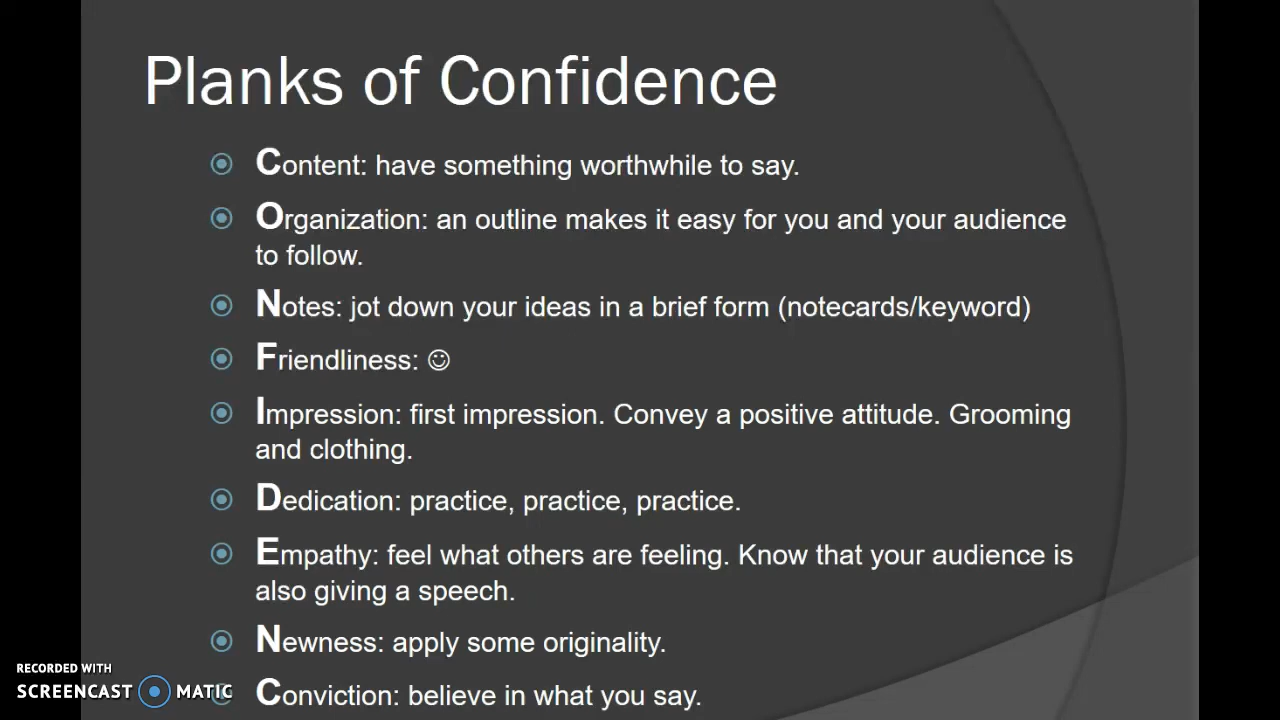 Planks of Confidence
Content: have something worthwhile to say.
Organization: an outline makes it easy for you and your audience
to follow.
Notes: jot down your ideas in a brief form (notecards/keyword)
Friendliness: ☺
Impression: first impression. Convey a positive attitude. Grooming
and clothing.
Dedication: practice, practice, practice.
Empathy: feel what others are feeling. Know that your audience is
also giving a speech.
Newness: apply some originality.
Conviction: believe in what you say.
RECORDED WITH
SCREENCAST MATIC